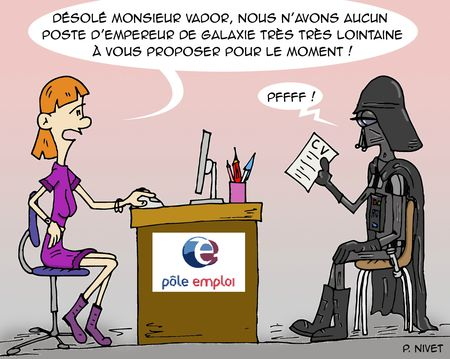 DÉSOLÉ MONSIEUR VADOR, NOUS N'AVONS AUCUN
POSTE D'EMPEREUR DE GALAXIE TRÈS TRÈS LOINTAINE
À VOUS PROPOSER POUR LE MOMENT !
PFFFF !
CV
pôle emploi
P. NIVET